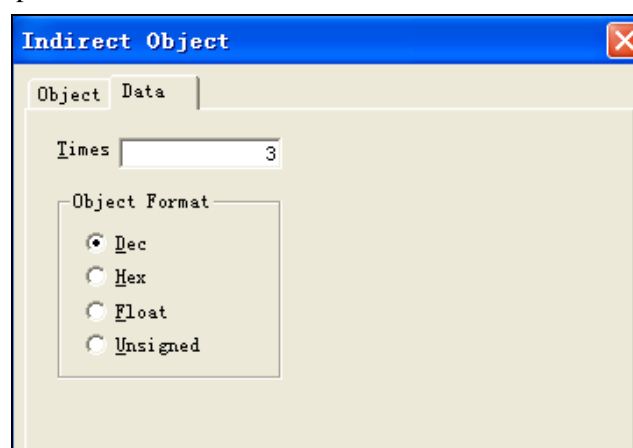 Indirect Object
Object Data
Times 3
Object Format
Dec
Hex
Float
Unsigned